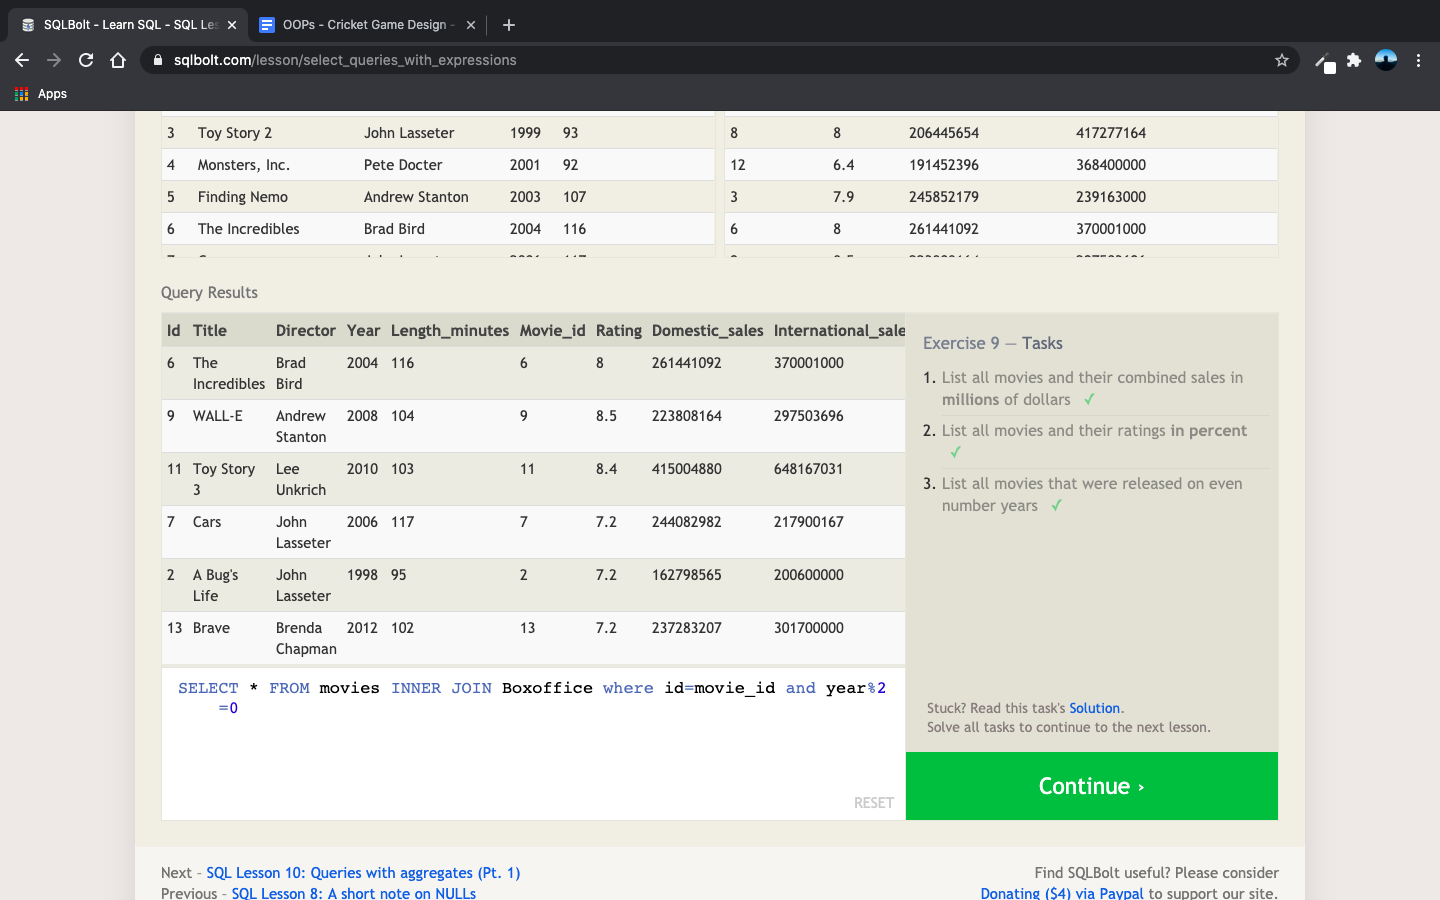 SQLBolt - Learn SQL - SQL Les
OOPs - Cricket Game Design -
sqlbolt.com/lesson/select_queries_with_expressions
Apps
3 Toy Story 2 John Lasseter 1999 93 8 8 206445654 417277164
4 Monsters, Inc. Pete Docter 2001 92 12 6.4 191452396 368400000
5 Finding Nemo Andrew Stanton 2003 107 3 7.9 245852179 239163000
6 The Incredibles Brad Bird 2004 116 6 8 261441092 370001000
Query Results
Id Title Director Year Length_minutes Movie_id Rating Domestic_sales International_sale
6 The Incredibles Brad Bird 2004 116 6 8 261441092 370001000
9 WALL-E Andrew Stanton 2008 104 9 8.5 223808164 297503696
11 Toy Story 3 Lee Unkrich 2010 103 11 8.4 415004880 648167031
7 Cars John Lasseter 2006 117 7 7.2 244082982 217900167
2 A Bug's Life John Lasseter 1998 95 2 7.2 162798565 200600000
13 Brave Brenda Chapman 2012 102 13 7.2 237283207 301700000
SELECT * FROM movies INNER JOIN Boxoffice where id=movie_id and year%2
=0
RESET
Exercise 9 — Tasks
1. List all movies and their combined sales in
millions of dollars ✓
2. List all movies and their ratings in percent
✓
3. List all movies that were released on even
number years ✓
Stuck? Read this task's Solution.
Solve all tasks to continue to the next lesson.
Continue ›
Next – SQL Lesson 10: Queries with aggregates (Pt. 1)
Previous – SQL Lesson 8: A short note on NULLs
Find SQLBolt useful? Please consider
Donating ($4) via Paypal to support our site.